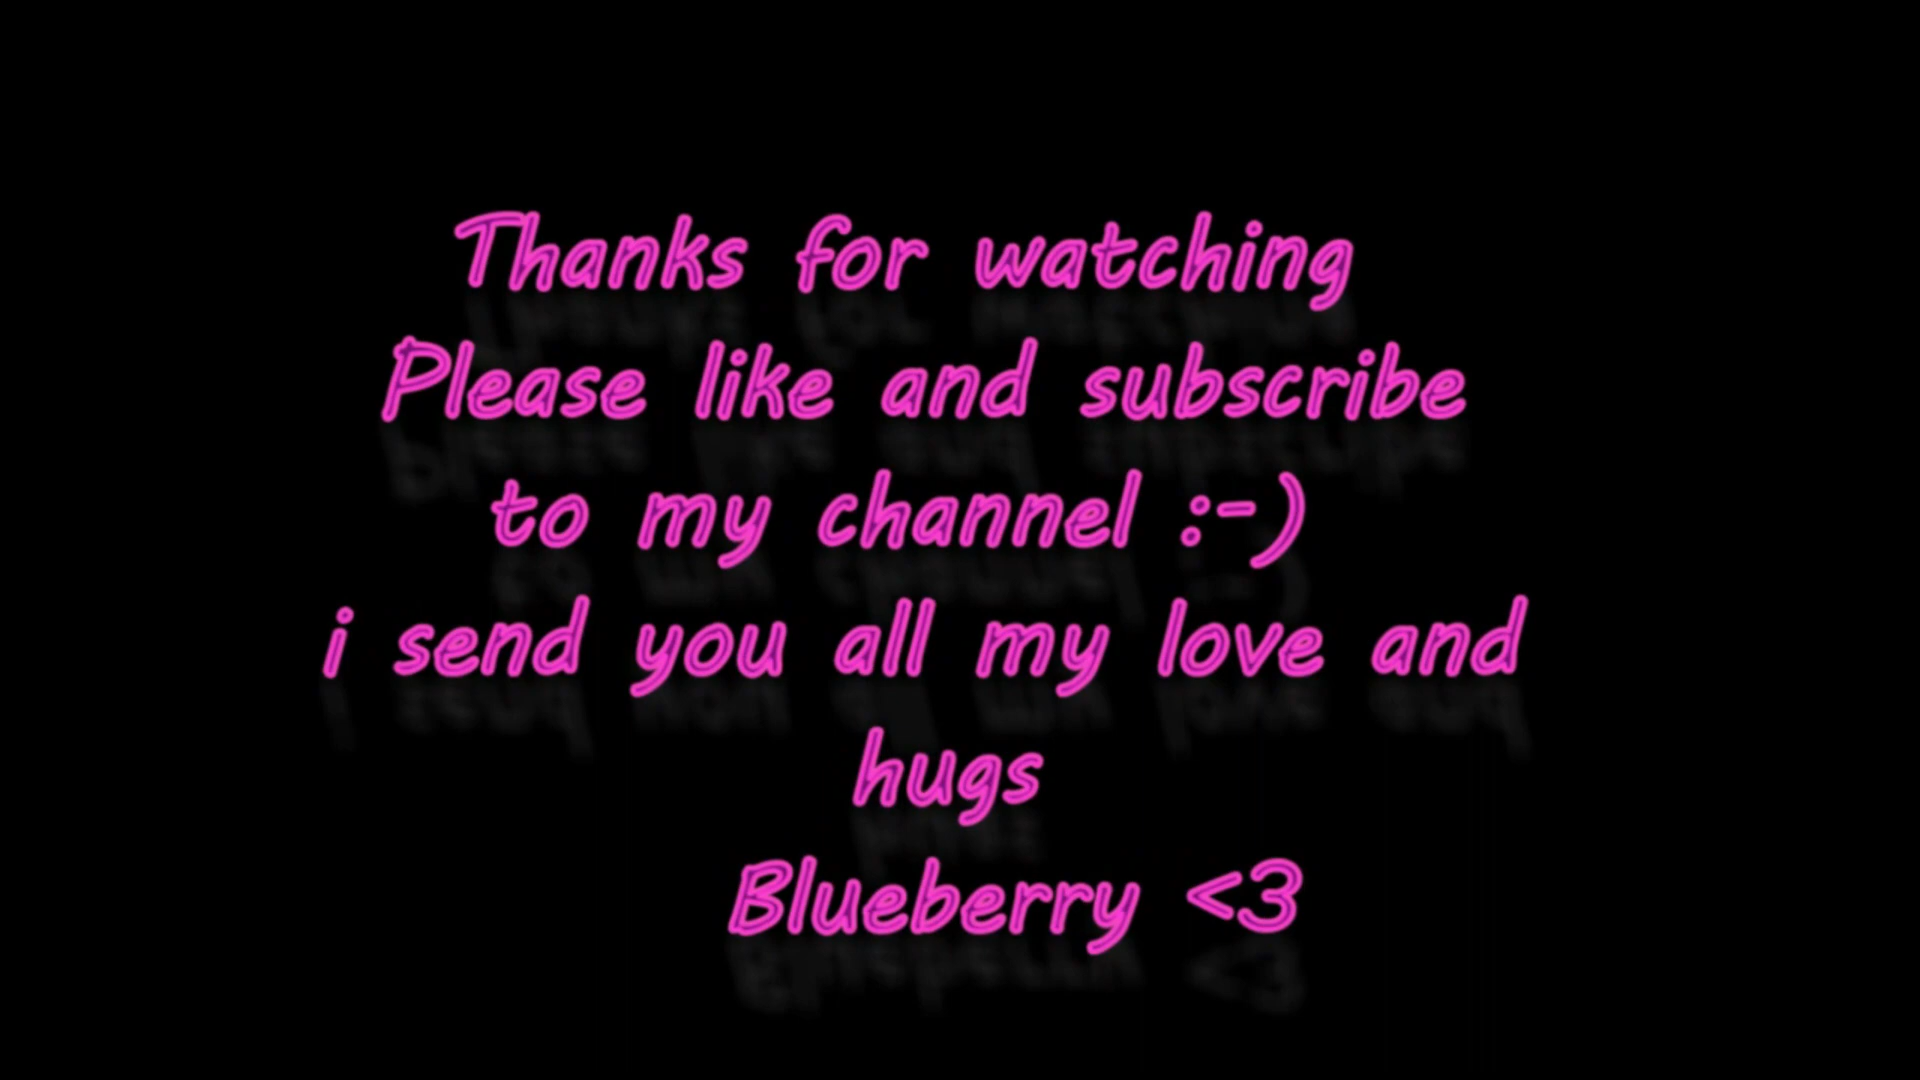 Thanks for watching
Please like and subscribe
to my channel :-)
i send you all my love and
hugs
Blueberry <3